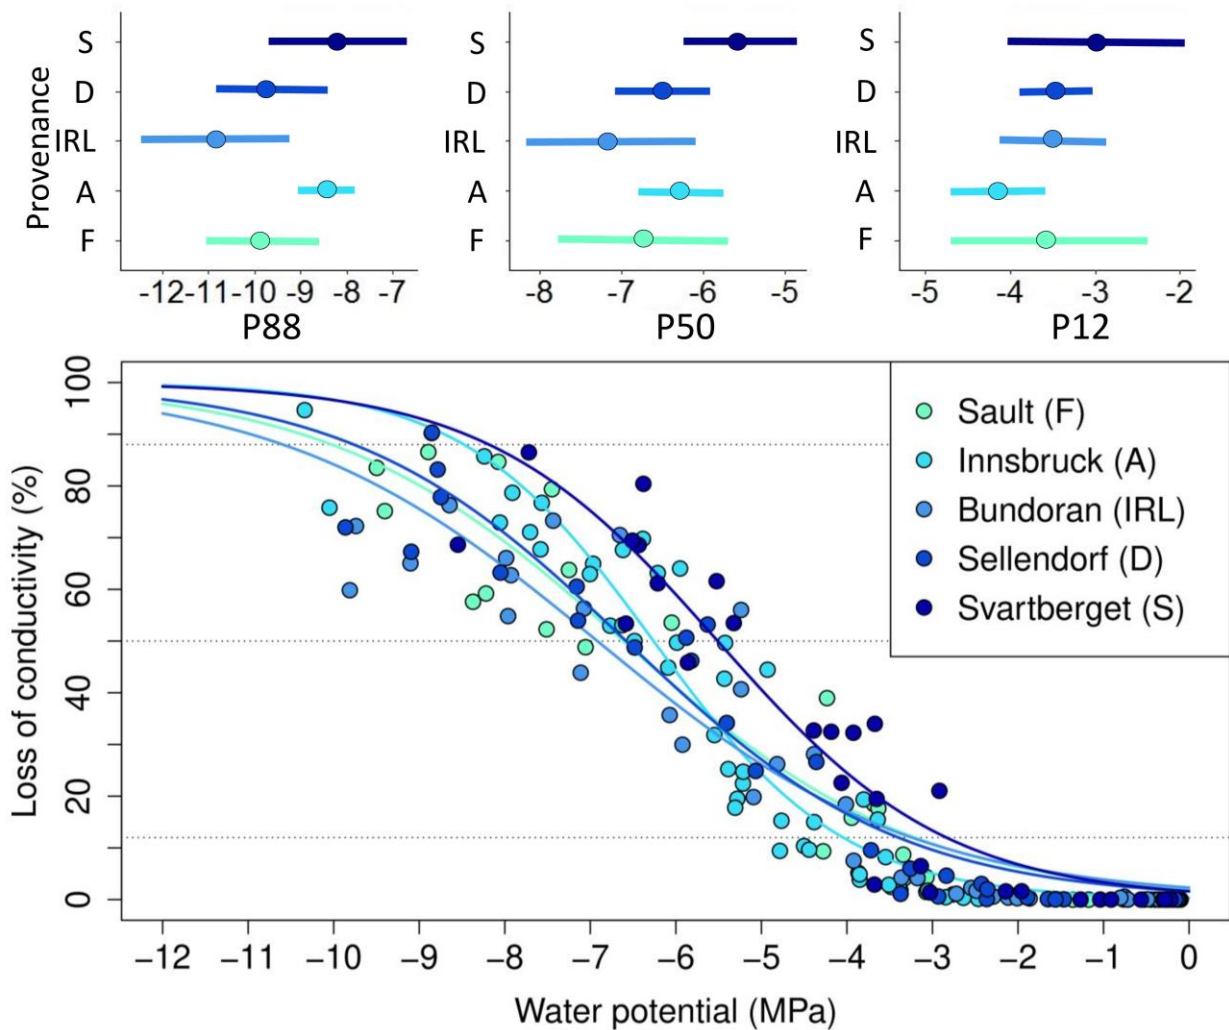 Provenance
S
D
IRL
A
F
-12 -11 -10 -9 -8 -7
P88
S
D
IRL
A
F
-8 -7 -6 -5
P50
S
D
IRL
A
F
-5 -4 -3 -2
P12
Loss of conductivity (%)
100
80
60
40
20
0
Sault (F)
Innsbruck (A)
Bundoran (IRL)
Sellendorf (D)
Svartberget (S)
−12 −11 −10 −9 −8 −7 −6 −5 −4 −3 −2 −1 0
Water potential (MPa)